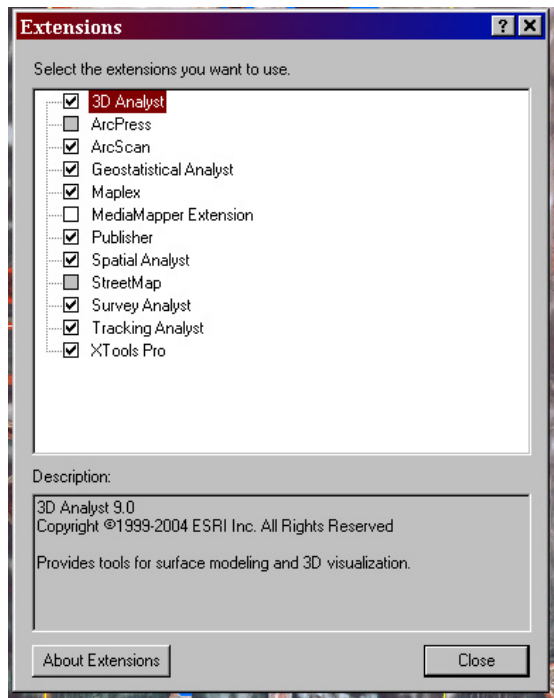 Extensions
Select the extensions you want to use.
3D Analyst
ArcPress
ArcScan
Geostatistical Analyst
Maplex
MediaMapper Extension
Publisher
Spatial Analyst
StreetMap
Survey Analyst
Tracking Analyst
XTools Pro
Description:
3D Analyst 9.0
Copyright ©1999-2004 ESRI Inc. All Rights Reserved
Provides tools for surface modeling and 3D visualization.
About Extensions
Close